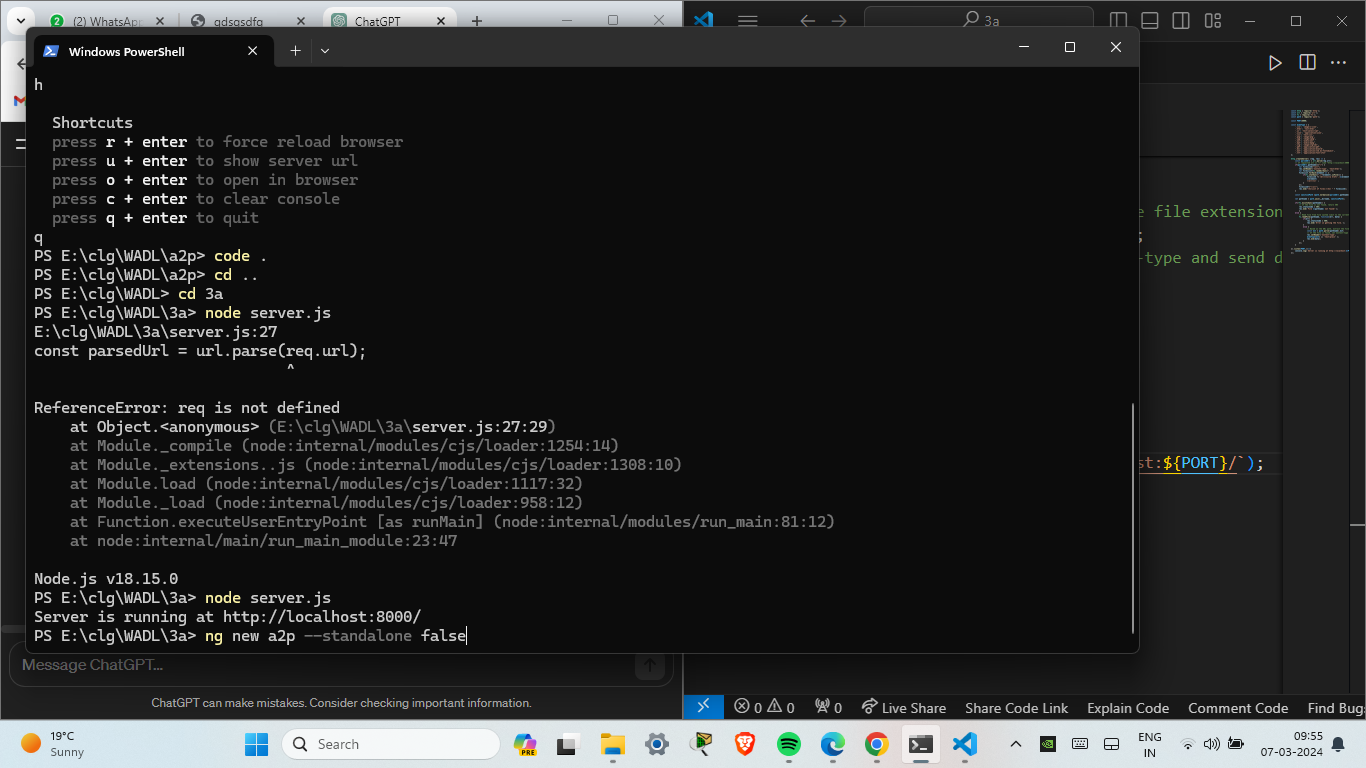 (2) WhatsApp
gdsgsdfg
ChatGPT
3a
Windows PowerShell
h
Shortcuts
press r + enter to force reload browser
press u + enter to show server url
press o + enter to open in browser
press c + enter to clear console
press q + enter to quit
q
PS E:\clg\WADL\a2p> code .
PS E:\clg\WADL\a2p> cd ..
PS E:\clg\WADL> cd 3a
PS E:\clg\WADL\3a> node server.js
E:\clg\WADL\3a\server.js:27
const parsedUrl = url.parse(req.url);
^
ReferenceError: req is not defined
at Object.<anonymous> (E:\clg\WADL\3a\server.js:27:29)
at Module._compile (node:internal/modules/cjs/loader:1254:14)
at Module._extensions..js (node:internal/modules/cjs/loader:1308:10)
at Module.load (node:internal/modules/cjs/loader:1117:32)
at Module._load (node:internal/modules/cjs/loader:958:12)
at Function.executeUserEntryPoint [as runMain] (node:internal/modules/run_main:81:12)
at node:internal/main/run_main_module:23:47
Node.js v18.15.0
PS E:\clg\WADL\3a> node server.js
Server is running at http://localhost:8000/
PS E:\clg\WADL\3a> ng new a2p --standalone false
e file extension
;
-type and send d
st:${PORT}/`);
Message ChatGPT...
ChatGPT can make mistakes. Consider checking important information.
0 0 0 Live Share Share Code Link Explain Code Comment Code Find Bug
19°C
Sunny
Search
PRE
ENG
IN
09:55
07-03-2024